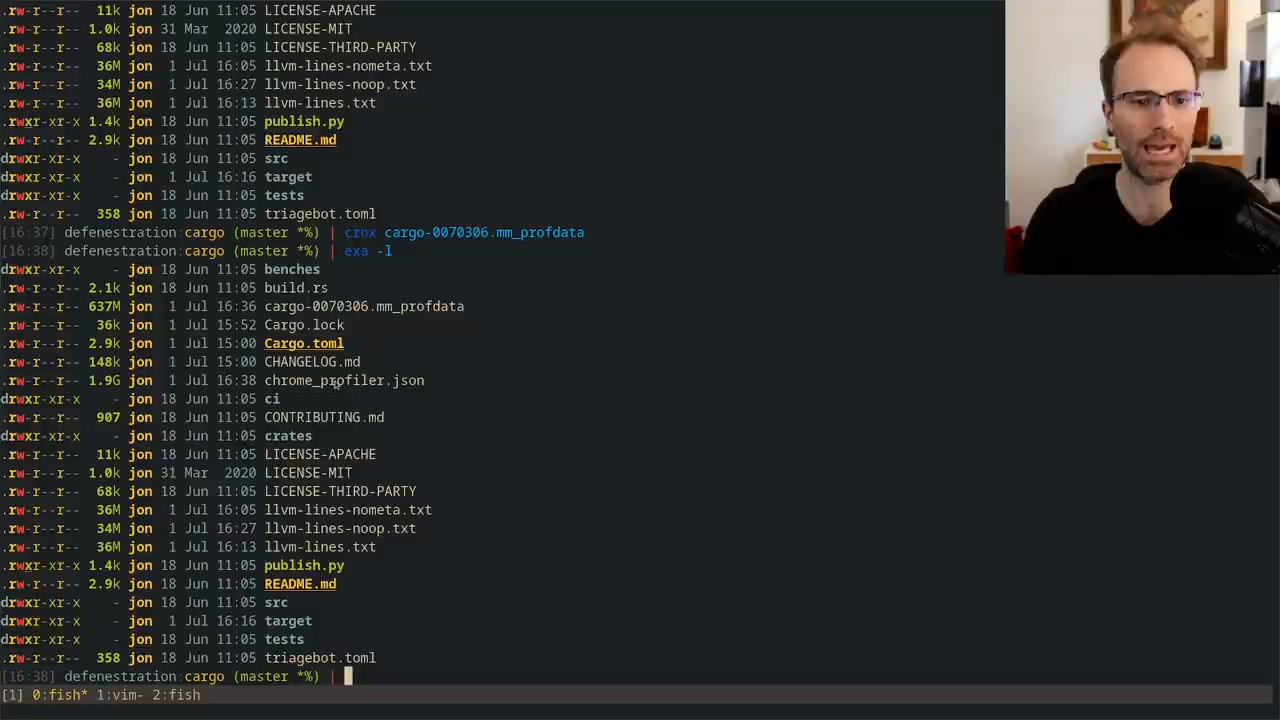 .rw-r--r-- 11k jon 18 Jun 11:05 LICENSE-APACHE
.rw-r--r-- 1.0k jon 31 Mar 2020 LICENSE-MIT
.rw-r--r-- 68k jon 18 Jun 11:05 LICENSE-THIRD-PARTY
.rw-r--r-- 36M jon 1 Jul 16:05 llvm-lines-nometa.txt
.rw-r--r-- 34M jon 1 Jul 16:27 llvm-lines-noop.txt
.rw-r--r-- 36M jon 1 Jul 16:13 llvm-lines.txt
.rwxr-xr-x 1.4k jon 18 Jun 11:05 publish.py
.rw-r--r-- 2.9k jon 18 Jun 11:05 README.md
drwxr-xr-x - jon 18 Jun 11:05 src
drwxr-xr-x - jon 1 Jul 16:16 target
drwxr-xr-x - jon 18 Jun 11:05 tests
.rw-r--r-- 358 jon 18 Jun 11:05 triagebot.toml
[16:37] defenestration:cargo (master *%) | crox cargo-0070306.mm_profdata
[16:38] defenestration:cargo (master *%) | exa -l
drwxr-xr-x - jon 18 Jun 11:05 benches
.rw-r--r-- 2.1k jon 18 Jun 11:05 build.rs
.rw-r--r-- 637M jon 1 Jul 16:36 cargo-0070306.mm_profdata
.rw-r--r-- 36k jon 1 Jul 15:52 Cargo.lock
.rw-r--r-- 2.9k jon 1 Jul 15:00 Cargo.toml
.rw-r--r-- 148k jon 1 Jul 15:00 CHANGELOG.md
.rw-r--r-- 1.9G jon 1 Jul 16:38 chrome_profiler.json
drwxr-xr-x - jon 18 Jun 11:05 ci
.rw-r--r-- 907 jon 18 Jun 11:05 CONTRIBUTING.md
drwxr-xr-x - jon 18 Jun 11:05 crates
.rw-r--r-- 11k jon 18 Jun 11:05 LICENSE-APACHE
.rw-r--r-- 1.0k jon 31 Mar 2020 LICENSE-MIT
.rw-r--r-- 68k jon 18 Jun 11:05 LICENSE-THIRD-PARTY
.rw-r--r-- 36M jon 1 Jul 16:05 llvm-lines-nometa.txt
.rw-r--r-- 34M jon 1 Jul 16:27 llvm-lines-noop.txt
.rw-r--r-- 36M jon 1 Jul 16:13 llvm-lines.txt
.rwxr-xr-x 1.4k jon 18 Jun 11:05 publish.py
.rw-r--r-- 2.9k jon 18 Jun 11:05 README.md
drwxr-xr-x - jon 18 Jun 11:05 src
drwxr-xr-x - jon 1 Jul 16:16 target
drwxr-xr-x - jon 18 Jun 11:05 tests
.rw-r--r-- 358 jon 18 Jun 11:05 triagebot.toml
[16:38] defenestration:cargo (master *%) |
[1] 0:fish* 1:vim- 2:fish